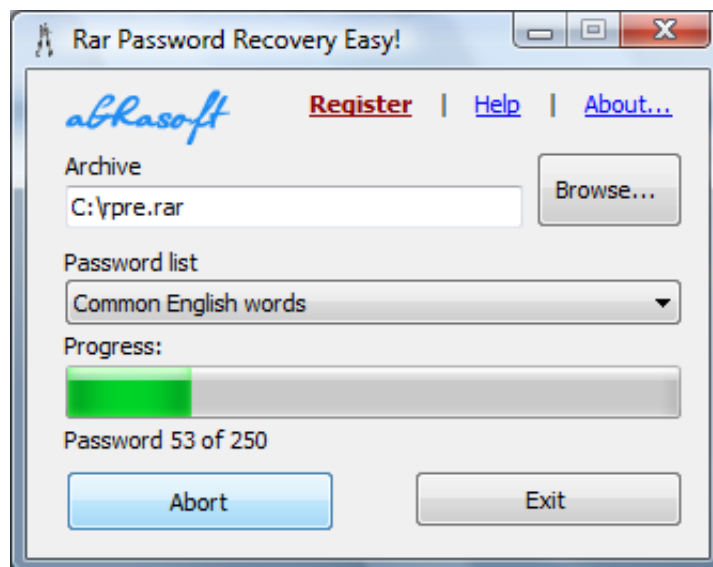 Rar Password Recovery Easy!
aGRasoft
Register | Help | About...
Archive
C:\rpre.rar
Browse...
Password list
Common English words
Progress:
Password 53 of 250
Abort
Exit